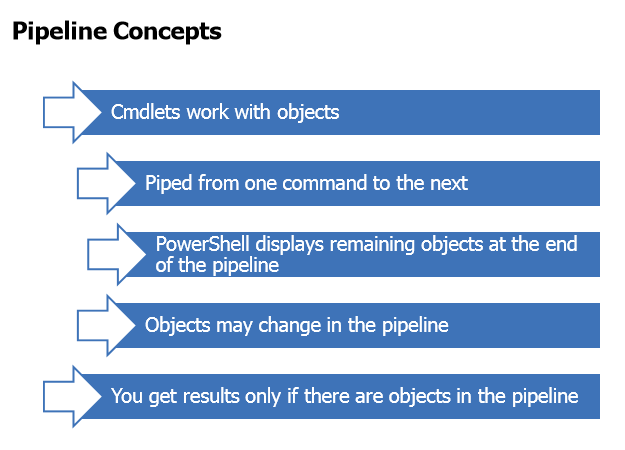 Pipeline Concepts
Cmdlets work with objects
Piped from one command to the next
PowerShell displays remaining objects at the end
of the pipeline
Objects may change in the pipeline
You get results only if there are objects in the pipeline